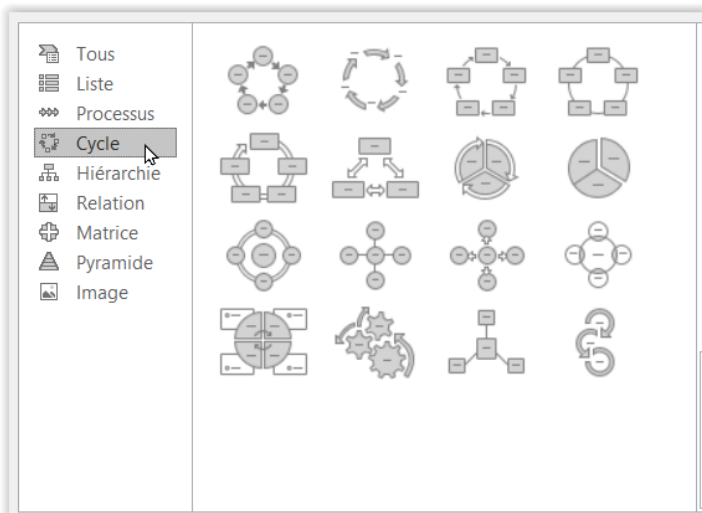 Tous
Liste
Processus
Cycle
Hiérarchie
Relation
Matrice
Pyramide
Image